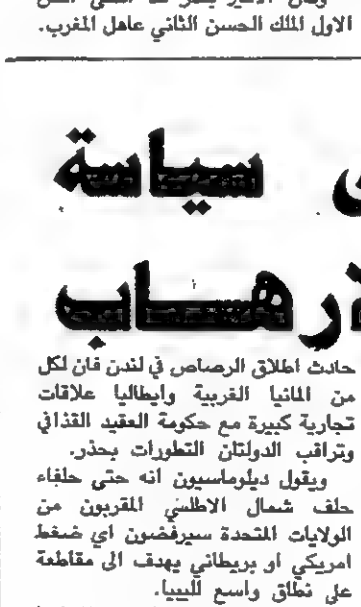 الاول الملك الحسن الثاني عاهل المغرب.
سياسة
حادث اطلاق الرصاص في لندن فان لكل
من المانيا الغربية وايطاليا علاقات
تجارية كبيرة مع حكومة العقيد القذافي
وتراقب الدولتان التطورات بحذر.
ويقول دبلوماسيون انه حتى حلفاء
حلف شمال الاطلسي المقربون من
الولايات المتحدة سيرفضون اي ضغط
امريكي او بريطاني يهدف الى مقاطعة
على نطاق واسع لليبيا.